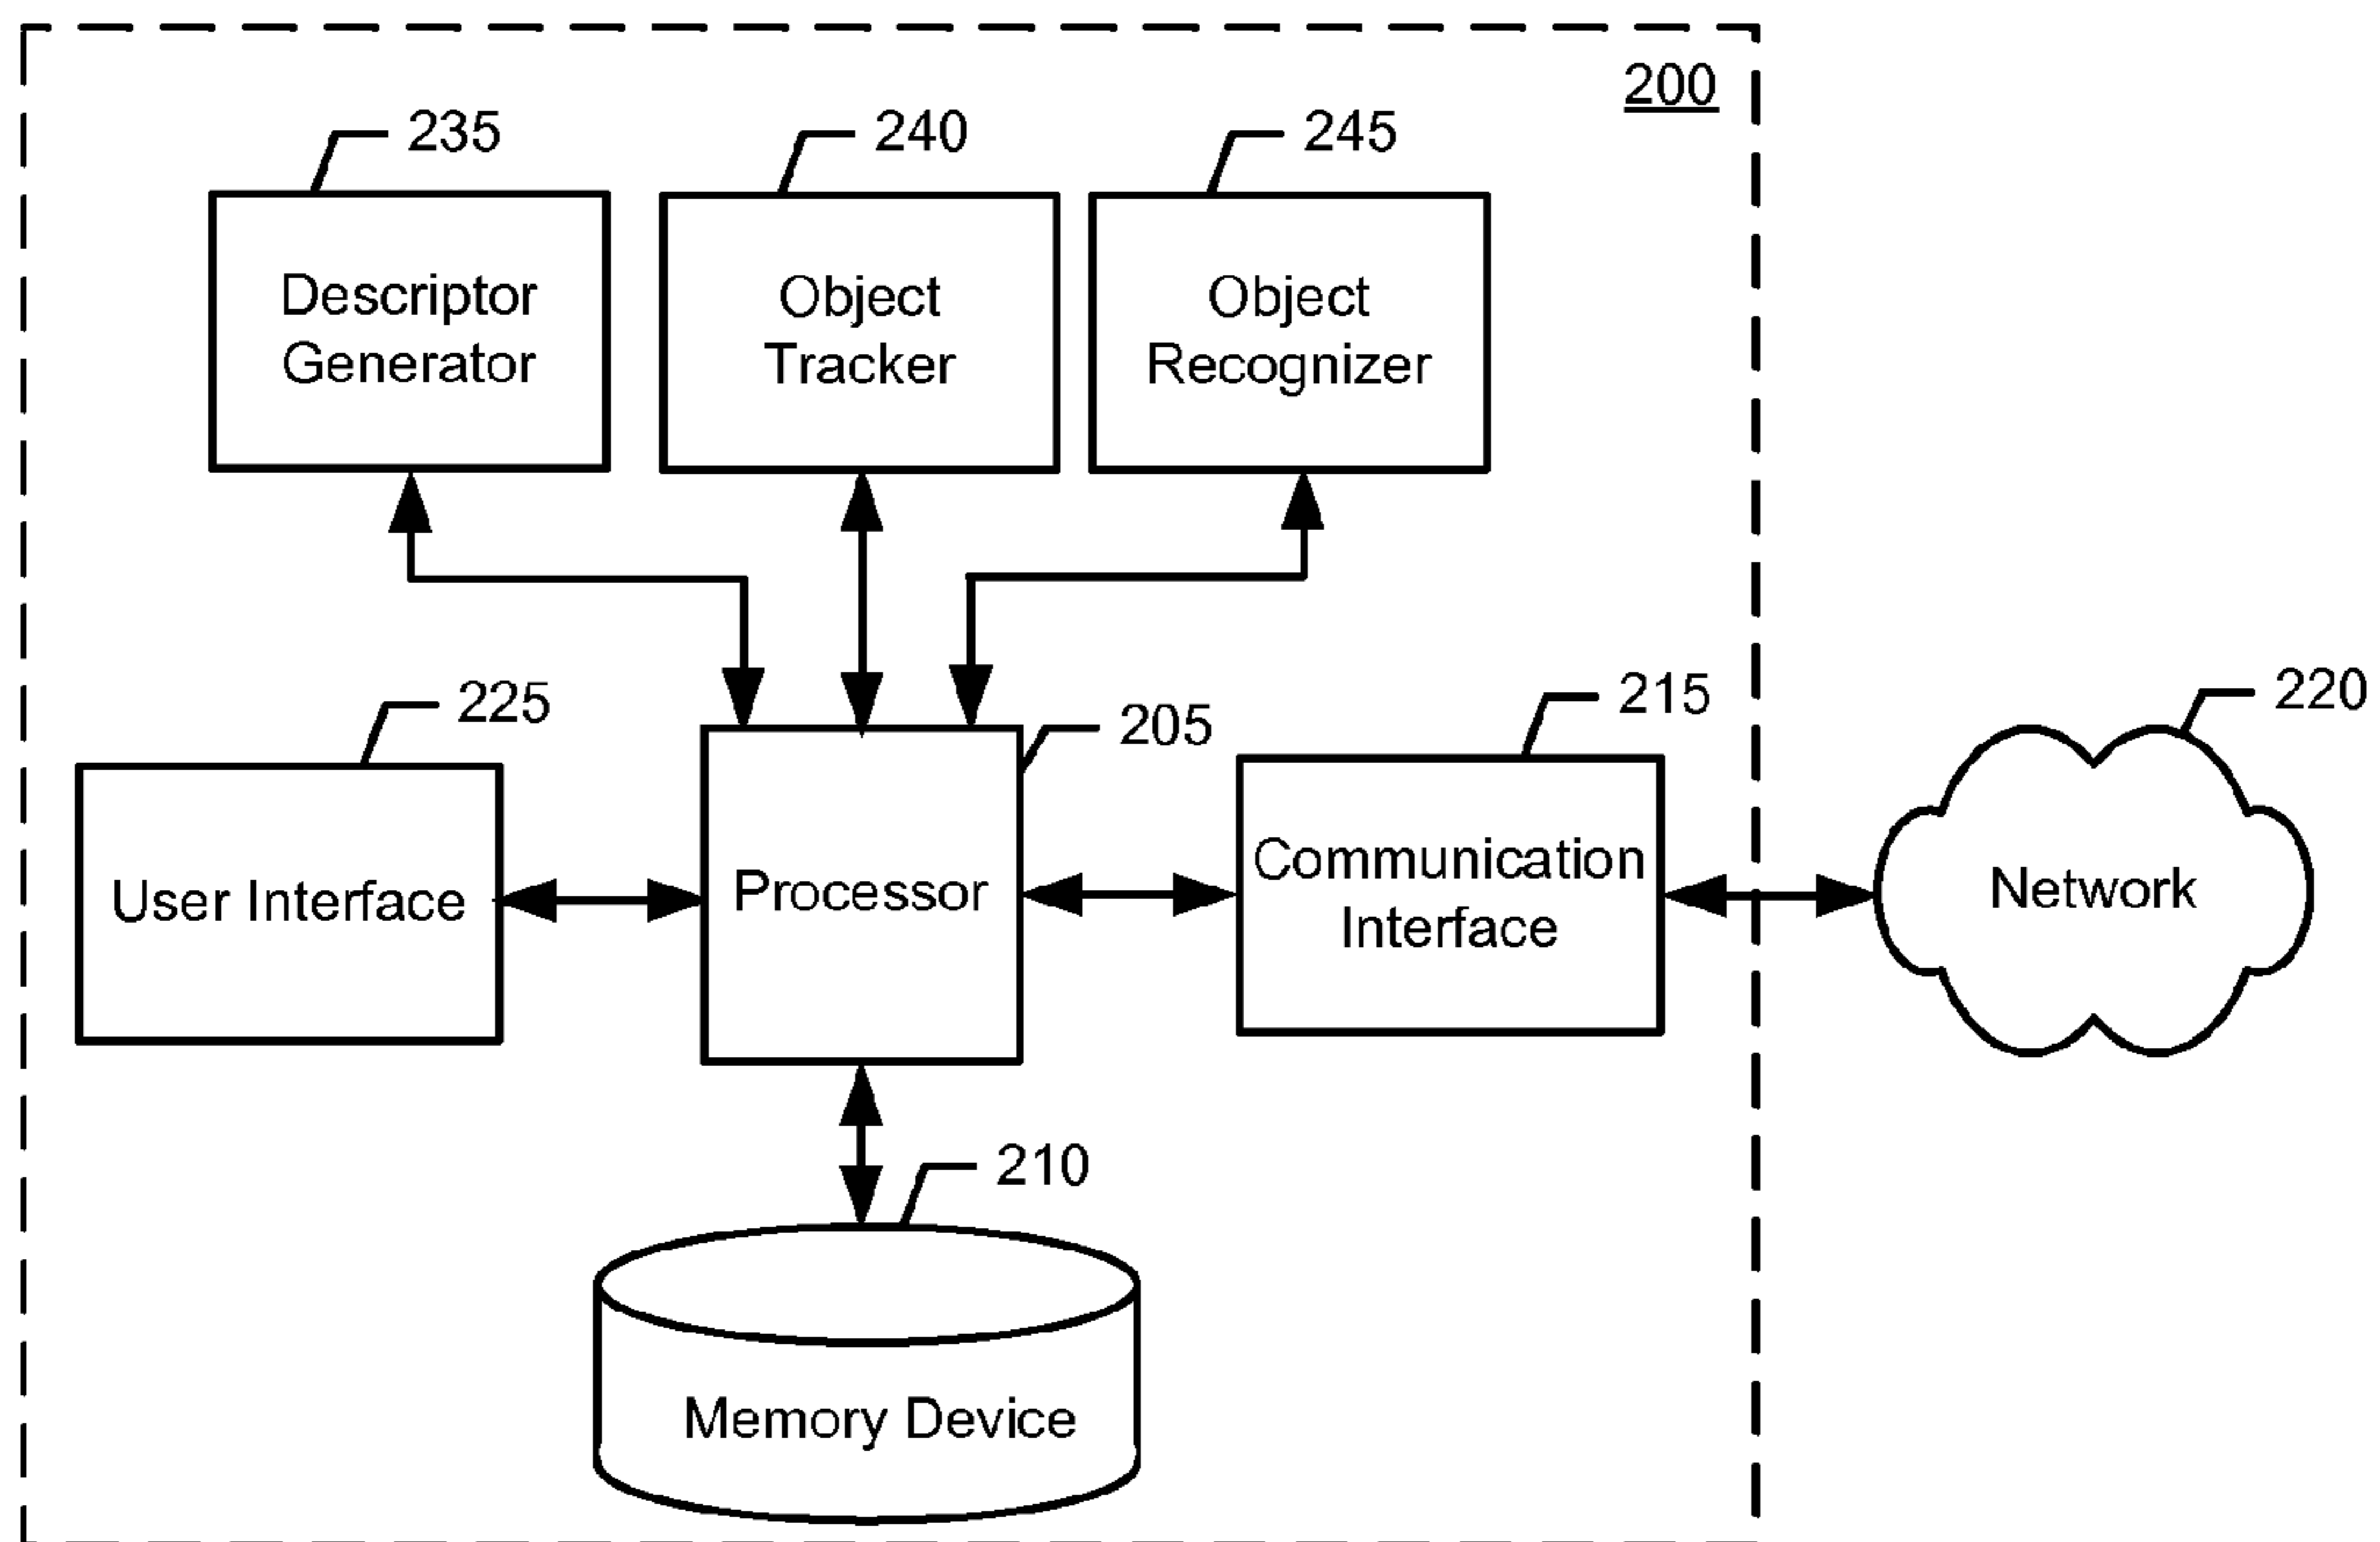 200
235
240
245
Descriptor
Generator
Object
Tracker
Object
Recognizer
225
205
215
220
User Interface
Processor
Communication
Interface
Network
210
Memory Device